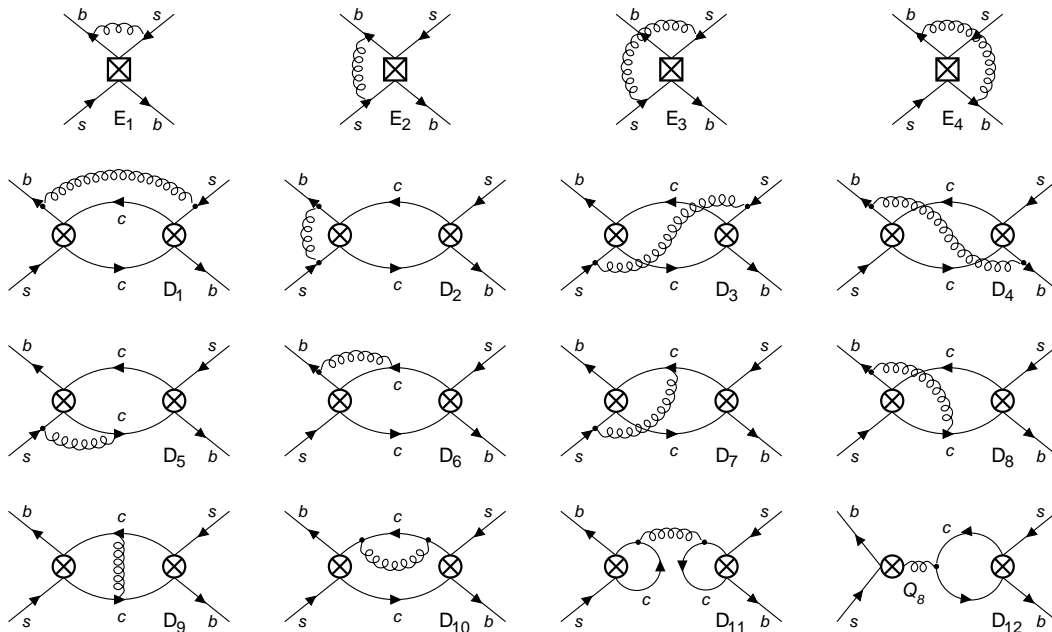 b s b s b s b s
s E₁ b s E₂ b s E₃ b s E₄ b
b s b c s b c s b c s
c
s c D₁ b s c D₂ b s c D₃ b s c D₄ b
b s b s b c s b s
c c
s D₅ b s c D₆ b s D₇ b s c D₈ b
b c s b c s b s b c s
c c Q₈
s c D₉ b s c D₁₀ b s D₁₁ b s D₁₂ b